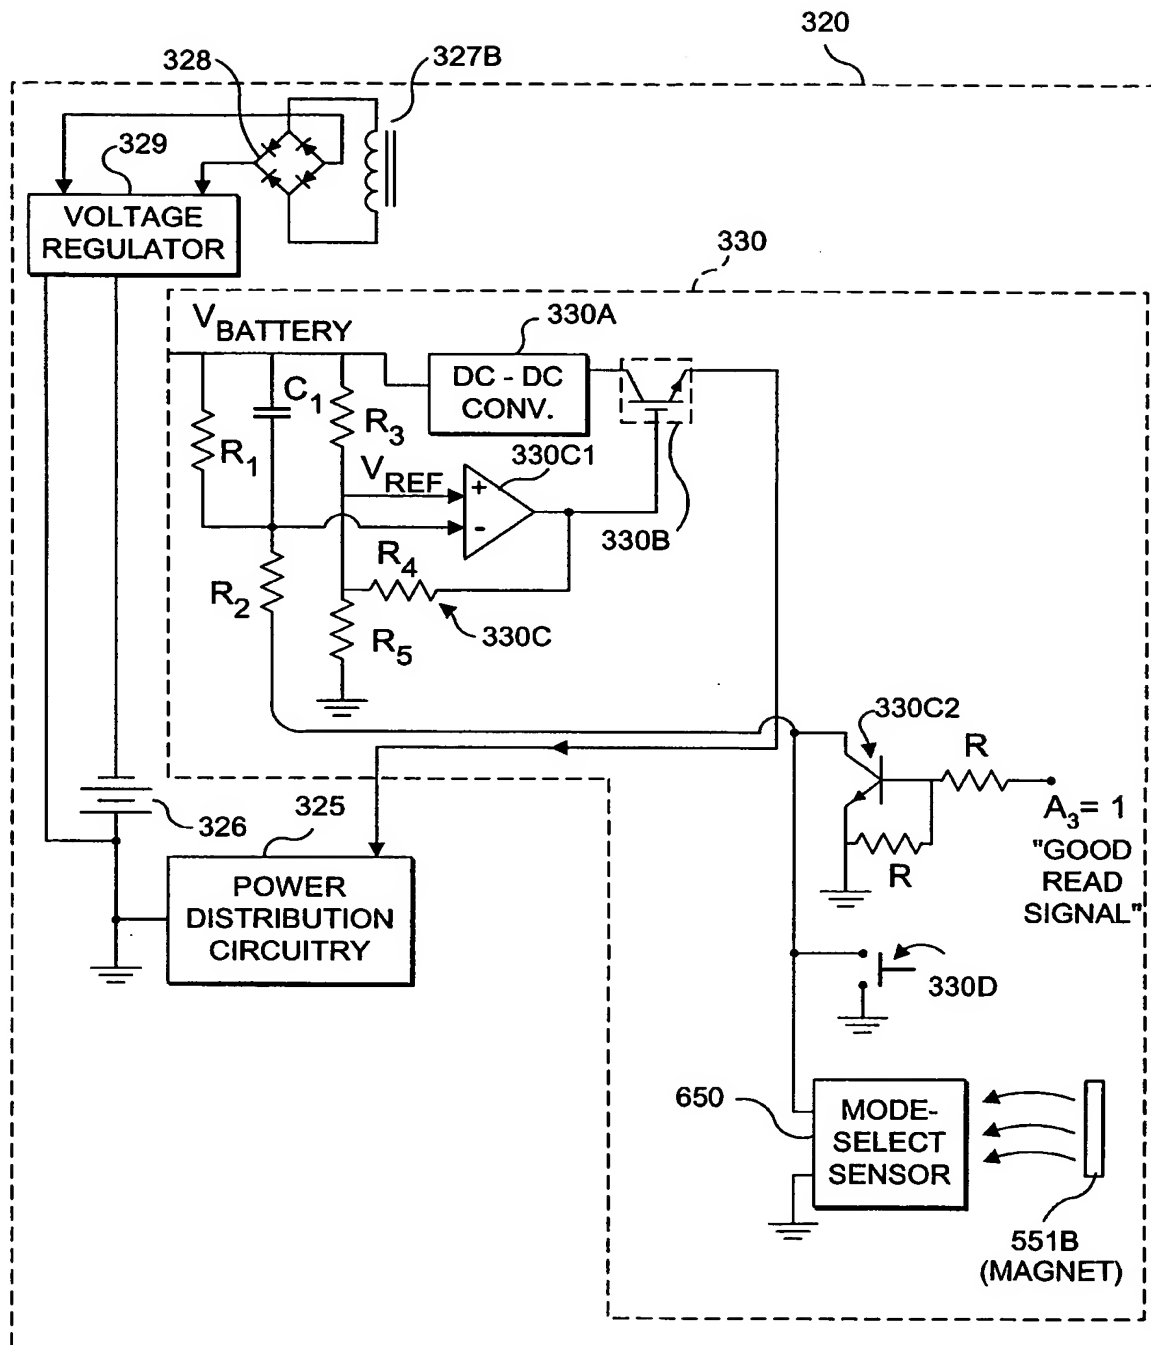 320
328
327B
329
VOLTAGE
REGULATOR
330
V BATTERY
330A
DC - DC
CONV.
C1
R3
R1
330C1
VREF
+
-
330B
R4
R2
330C
R5
330C2
R
A3= 1
"GOOD
READ
SIGNAL"
R
326
325
POWER
DISTRIBUTION
CIRCUITRY
330D
650
MODE-
SELECT
SENSOR
551B
(MAGNET)